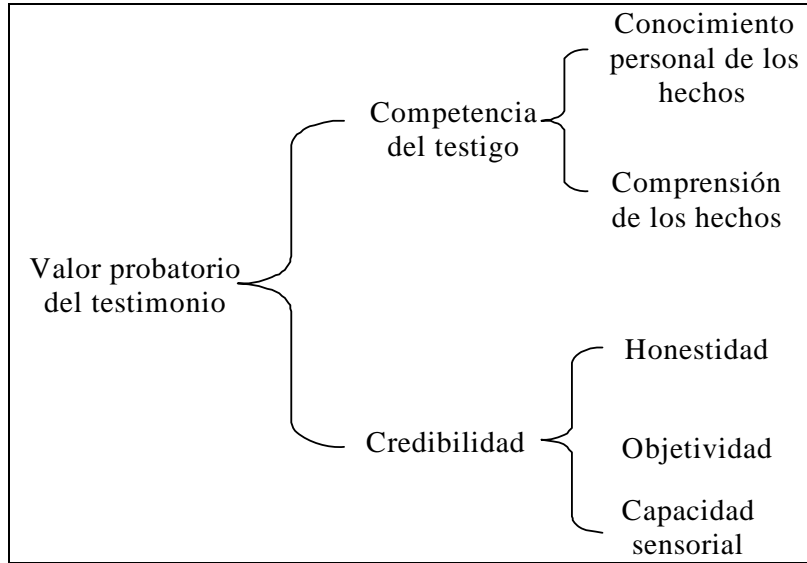 Conocimiento
personal de los
hechos
Competencia
del testigo
Comprensión
de los hechos
Valor probatorio
del testimonio
Honestidad
Credibilidad
Objetividad
Capacidad
sensorial